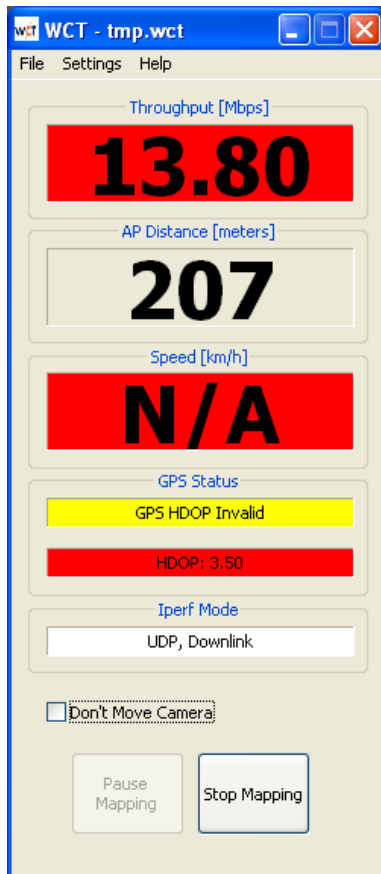 WCT WCT - tmp.wct
File Settings Help
Throughput [Mbps]
13.80
AP Distance [meters]
207
Speed [km/h]
N/A
GPS Status
GPS HDOP Invalid
HDOP: 3.50
Iperf Mode
UDP, Downlink
Don't Move Camera
Pause
Mapping
Stop Mapping